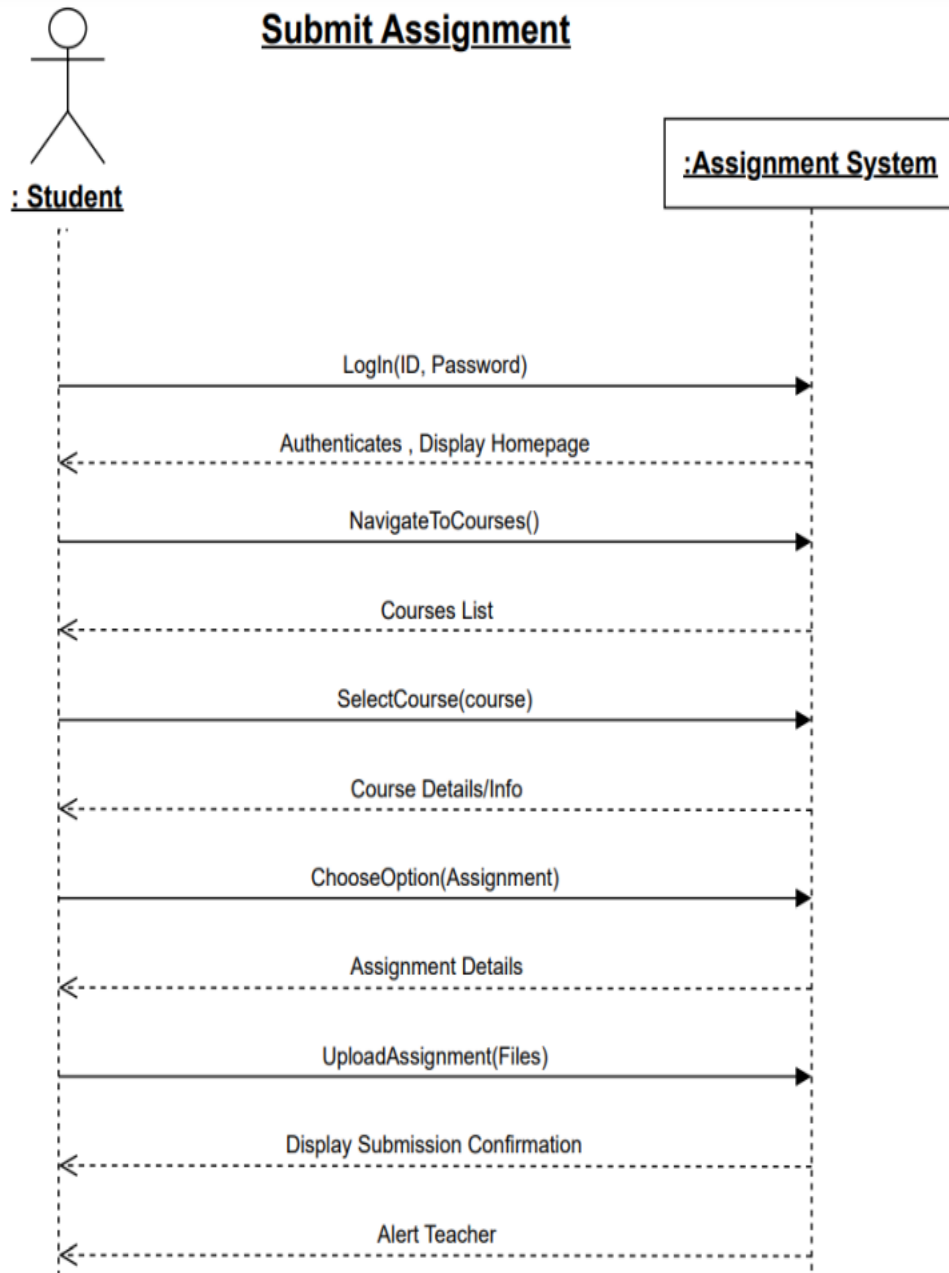 Submit Assignment
:Assignment System
: Student
LogIn(ID, Password)
Authenticates , Display Homepage
NavigateToCourses()
Courses List
SelectCourse(course)
Course Details/Info
ChooseOption(Assignment)
Assignment Details
UploadAssignment(Files)
Display Submission Confirmation
Alert Teacher